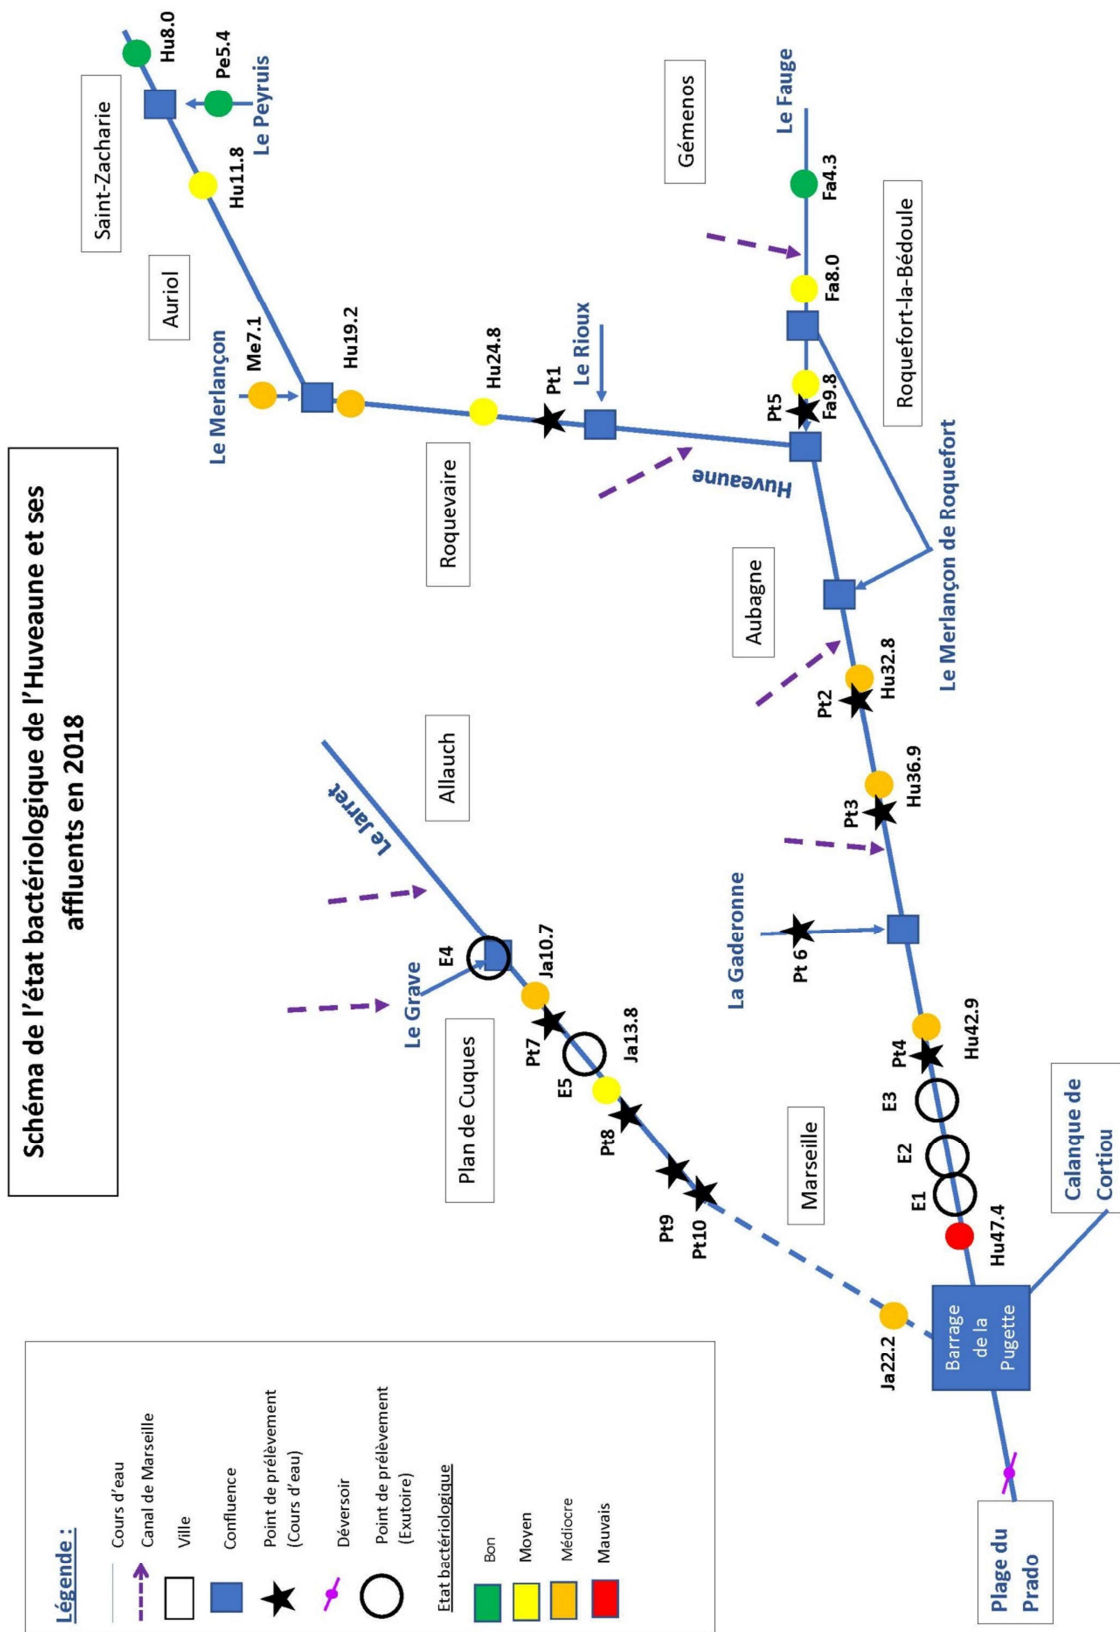 Schéma de l'état bactériologique de l'Huveaune et ses
affluents en 2018
Légende :
Cours d'eau
Canal de Marseille
Ville
Confluence
Point de prélèvement
(Cours d'eau)
Déversoir
Point de prélèvement
(Exutoire)
Etat bactériologique
Bon
Moyen
Médiocre
Mauvais
Saint-Zacharie
Hu8.0
Pe5.4
Le Peyruis
Hu11.8
Auriol
Le Merlançon
Me7.1
Hu19.2
Hu24.8
Pt1
Le Rioux
Roquevaire
Huveaune
Gémenos
Le Fauge
Fa4.3
Fa8.0
Fa9.8
Pt5
Roquefort-la-Bédoule
Aubagne
Le Merlançon de Roquefort
Pt2
Hu32.8
Pt3
Hu36.9
La Gaderonne
Pt 6
Pt4
Hu42.9
E3
E2
E1
Hu47.4
Allauch
Le Jarret
E4
Le Grave
Ja10.7
Plan de Cuques
Pt7
E5
Ja13.8
Pt8
Pt9
Pt10
Marseille
Ja22.2
Barrage
de la
Pugette
Calanque de
Cortiou
Plage du
Prado